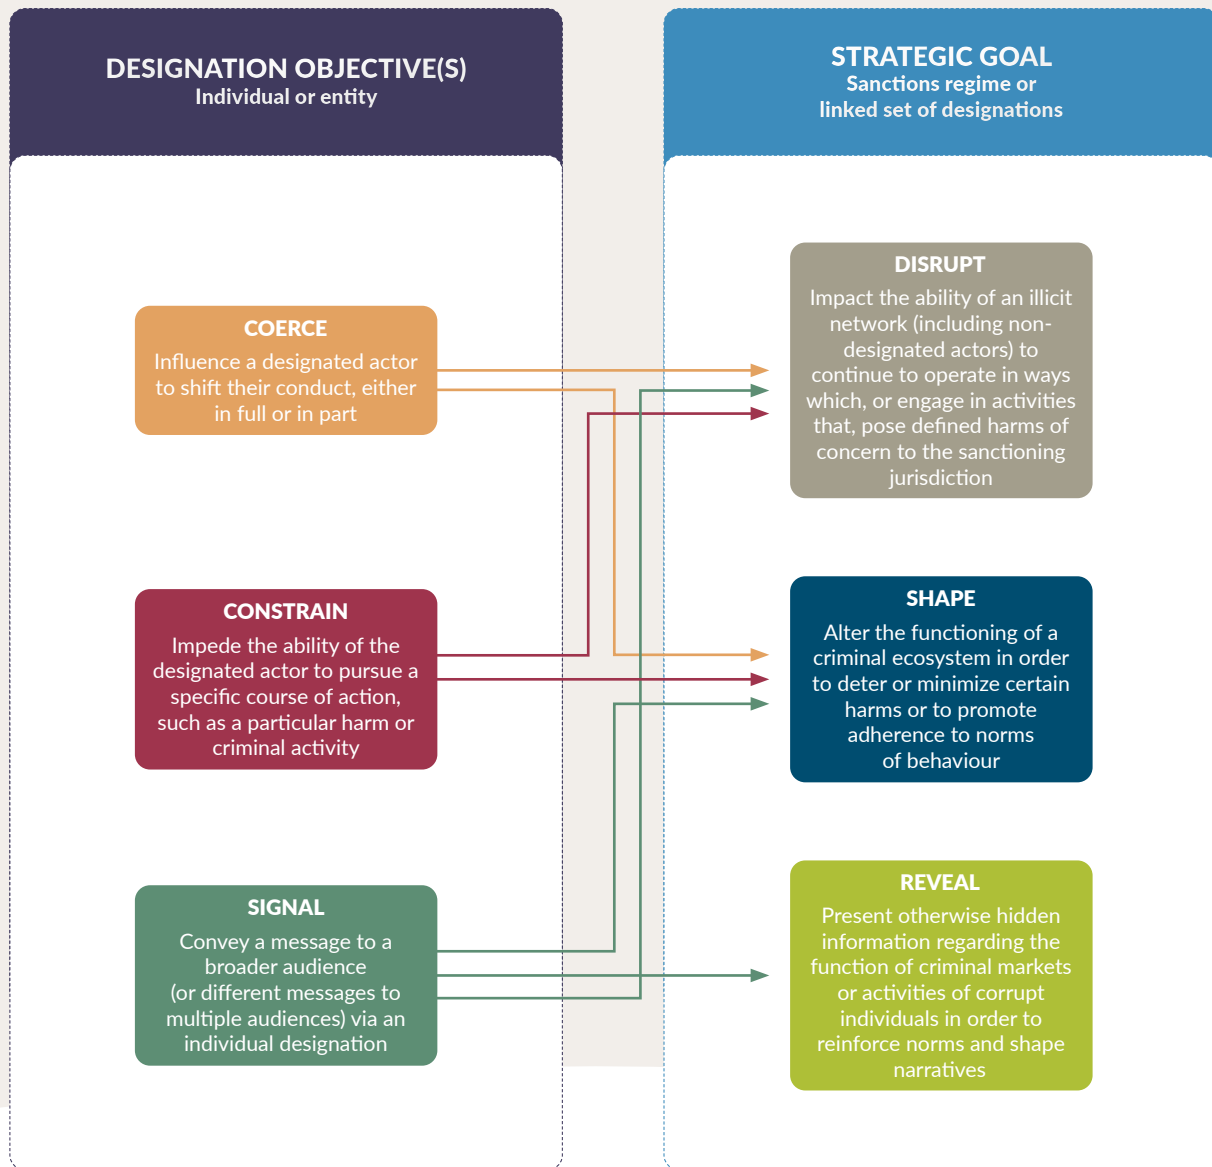 DESIGNATION OBJECTIVE(S)
Individual or entity
COERCE
Influence a designated actor
to shift their conduct, either
in full or in part
CONSTRAIN
Impede the ability of the
designated actor to pursue a
specific course of action,
such as a particular harm or
criminal activity
SIGNAL
Convey a message to a
broader audience
(or different messages to
multiple audiences) via an
individual designation
STRATEGIC GOAL
Sanctions regime or
linked set of designations
DISRUPT
Impact the ability of an illicit
network (including non-
designated actors) to
continue to operate in ways
which, or engage in activities
that, pose defined harms of
concern to the sanctioning
jurisdiction
SHAPE
Alter the functioning of a
criminal ecosystem in order
to deter or minimize certain
harms or to promote
adherence to norms
of behaviour
REVEAL
Present otherwise hidden
information regarding the
function of criminal markets
or activities of corrupt
individuals in order to
reinforce norms and shape
narratives